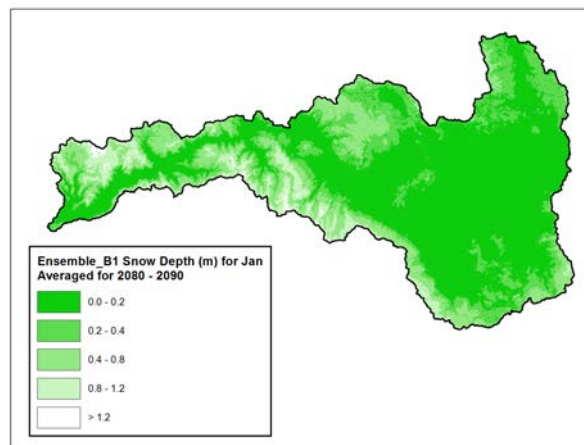 Ensemble_B1 Snow Depth (m) for Jan
Averaged for 2080 - 2090
0.0 - 0.2
0.2 - 0.4
0.4 - 0.8
0.8 - 1.2
> 1.2